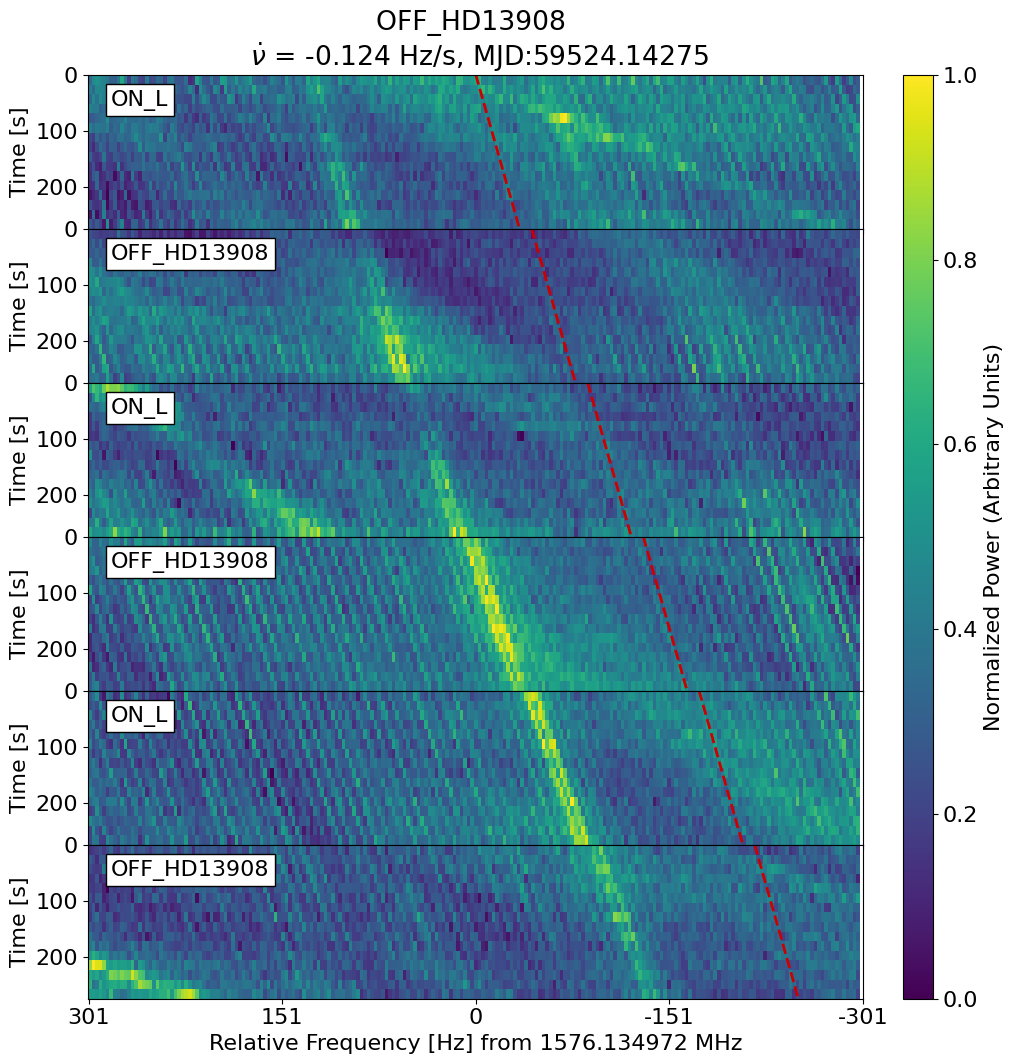 OFF_HD13908
ν̇ = -0.124 Hz/s, MJD:59524.14275
ON_L
OFF_HD13908
ON_L
OFF_HD13908
ON_L
OFF_HD13908
0
100
200
0
100
200
0
100
200
0
100
200
0
100
200
0
100
200
Time [s]
Time [s]
Time [s]
Time [s]
Time [s]
Time [s]
301
151
0
-151
-301
Relative Frequency [Hz] from 1576.134972 MHz
1.0
0.8
0.6
0.4
0.2
0.0
Normalized Power (Arbitrary Units)